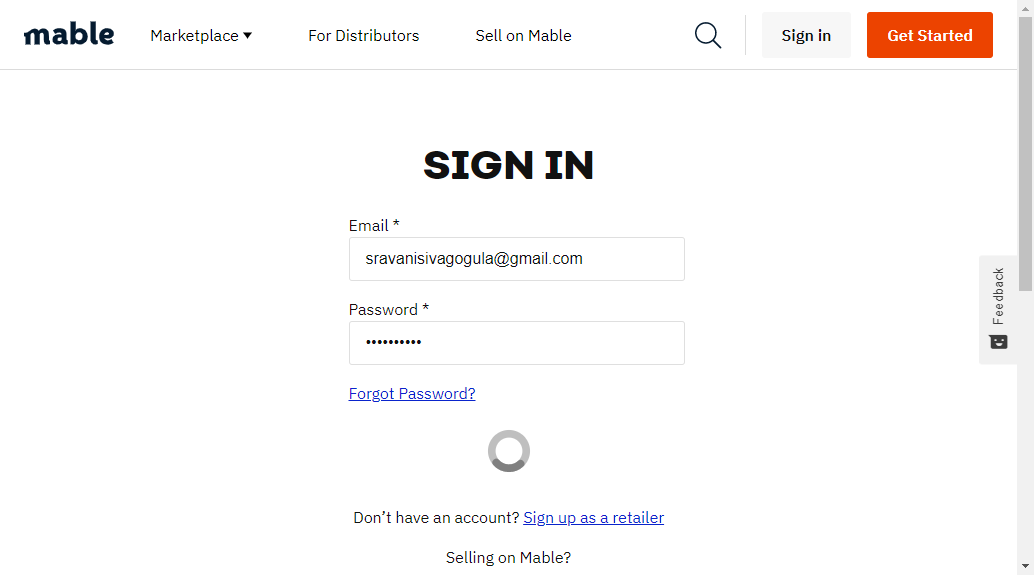 mable Marketplace For Distributors Sell on Mable Sign in Get Started
SIGN IN
Email *
sravanisivagogula@gmail.com
Password *
••••••••••
Forgot Password?
Don’t have an account? Sign up as a retailer
Selling on Mable?
Feedback